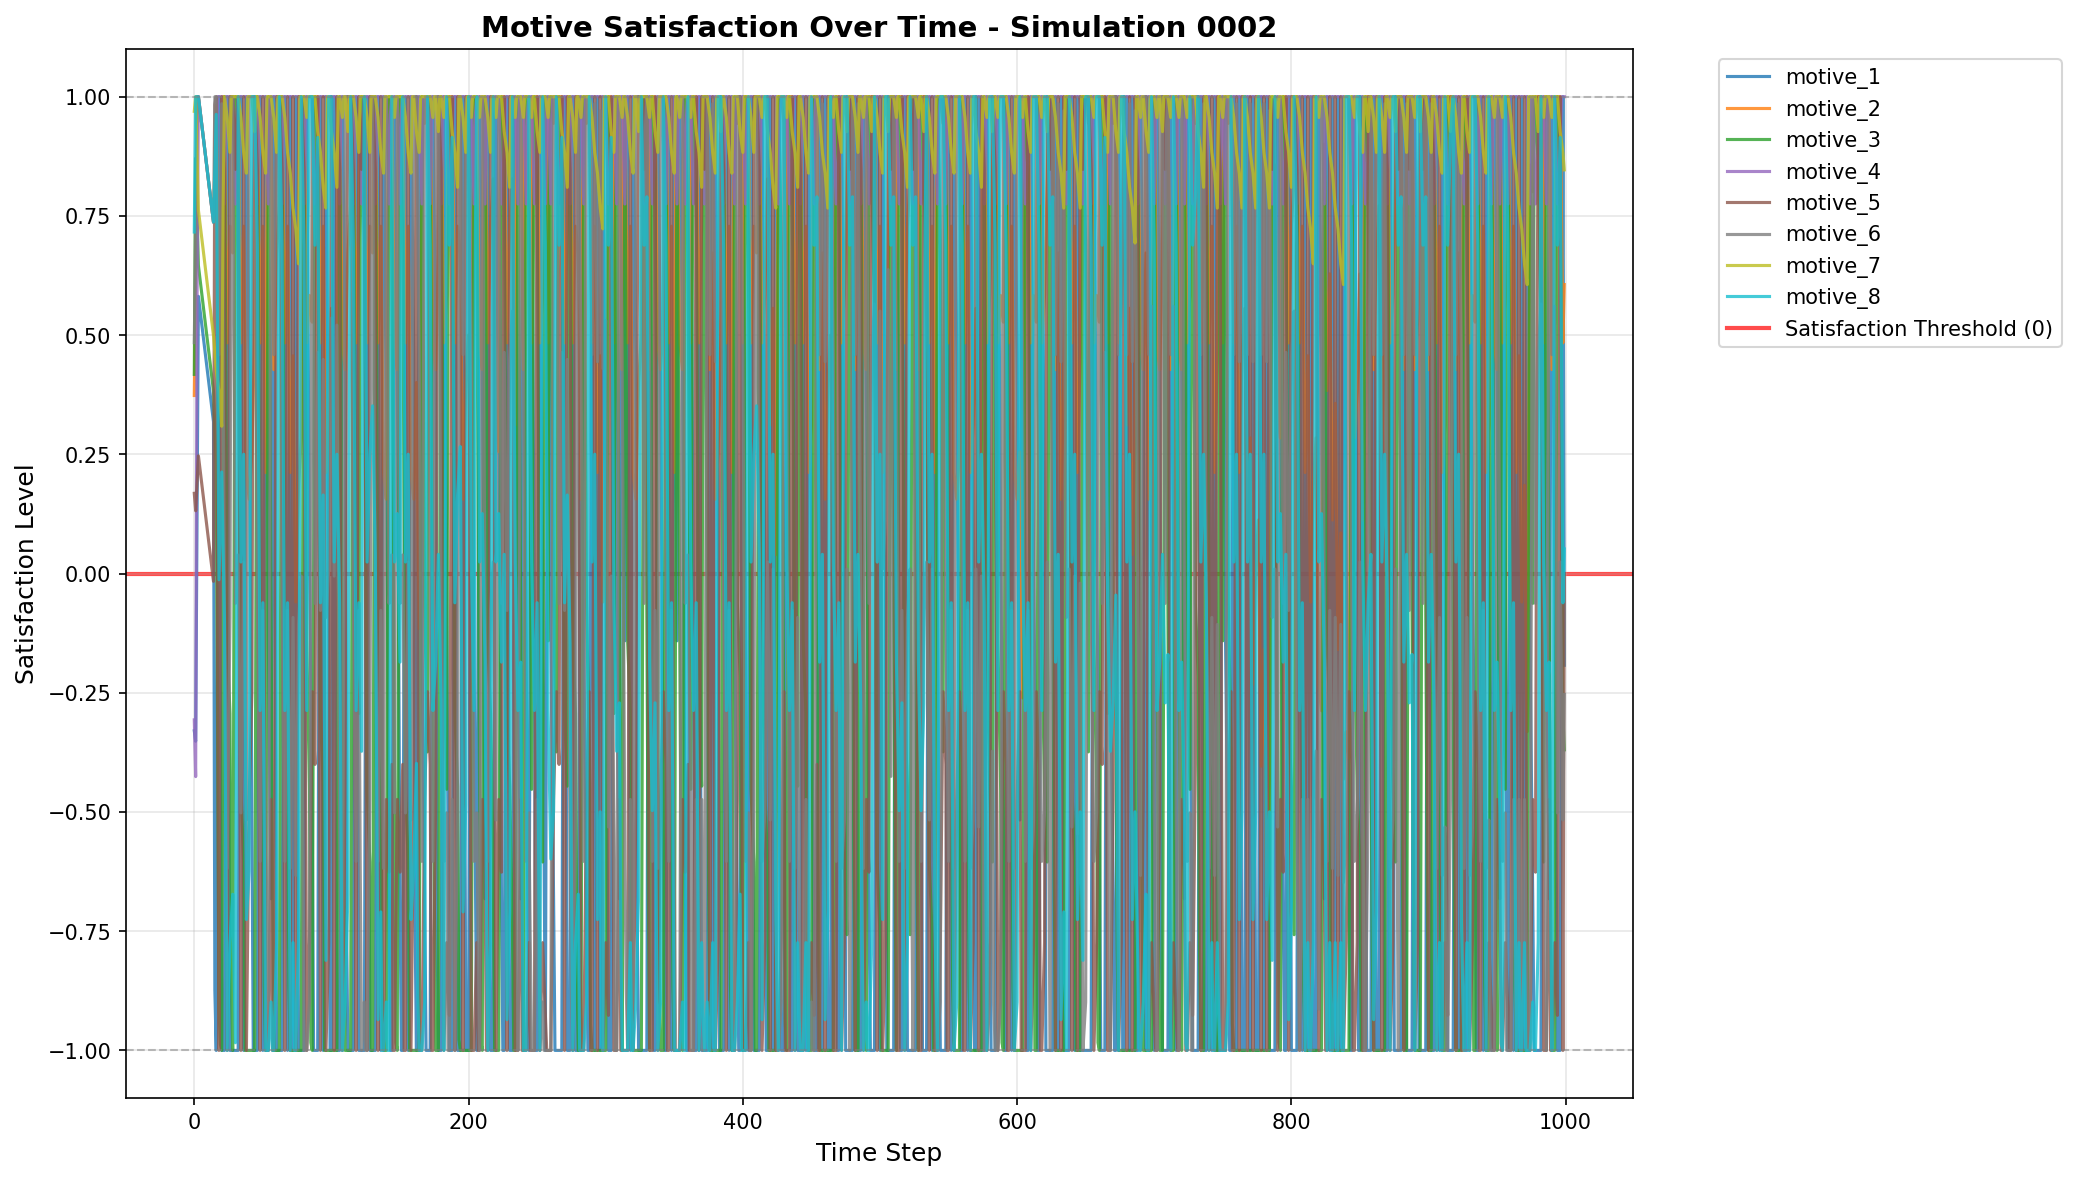 Motive Satisfaction Over Time - Simulation 0002
1.00
0.75
0.50
0.25
0.00
−0.25
−0.50
−0.75
−1.00
Satisfaction Level
0
200
400
600
800
1000
Time Step
motive_1
motive_2
motive_3
motive_4
motive_5
motive_6
motive_7
motive_8
Satisfaction Threshold (0)